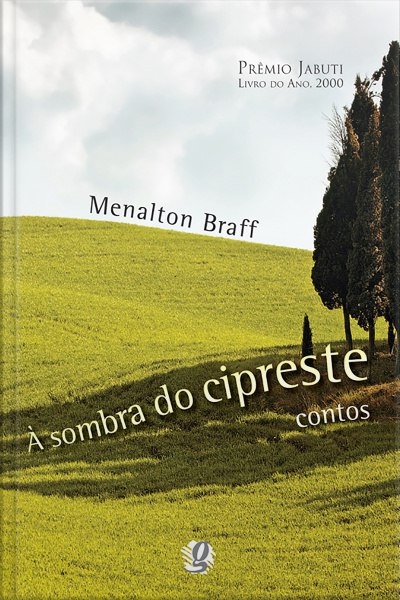 PRÊMIO JABUTI
LIVRO DO ANO, 2000
Menalton Braff
À sombra do cipreste
contos
g